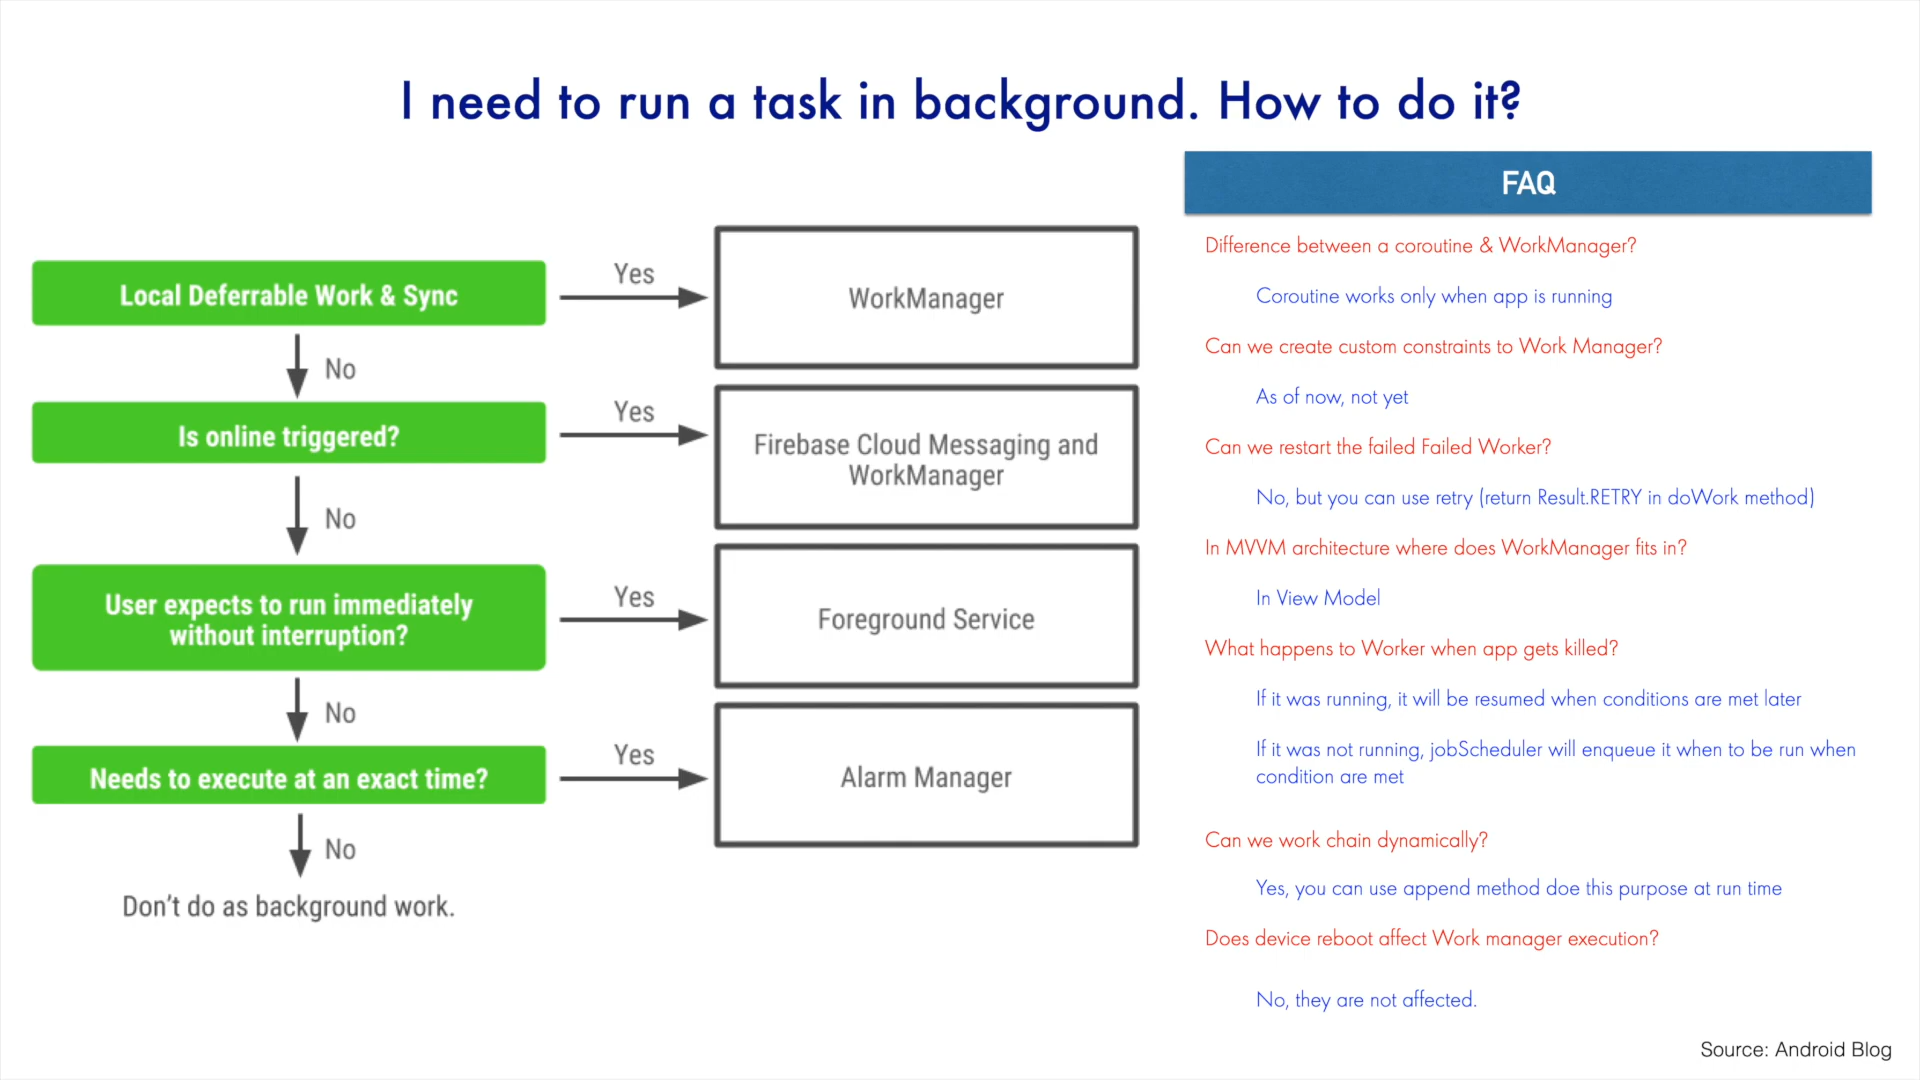 I need to run a task in background. How to do it?
Local Deferrable Work & Sync
Yes
WorkManager
No
Is online triggered?
Yes
Firebase Cloud Messaging and
WorkManager
No
User expects to run immediately
without interruption?
Yes
Foreground Service
No
Needs to execute at an exact time?
Yes
Alarm Manager
No
Don't do as background work.
FAQ
Difference between a coroutine & WorkManager?
Coroutine works only when app is running
Can we create custom constraints to Work Manager?
As of now, not yet
Can we restart the failed Failed Worker?
No, but you can use retry (return Result.RETRY in doWork method)
In MVVM architecture where does WorkManager fits in?
In View Model
What happens to Worker when app gets killed?
If it was running, it will be resumed when conditions are met later
If it was not running, jobScheduler will enqueue it when to be run when
condition are met
Can we work chain dynamically?
Yes, you can use append method doe this purpose at run time
Does device reboot affect Work manager execution?
No, they are not affected.
Source: Android Blog